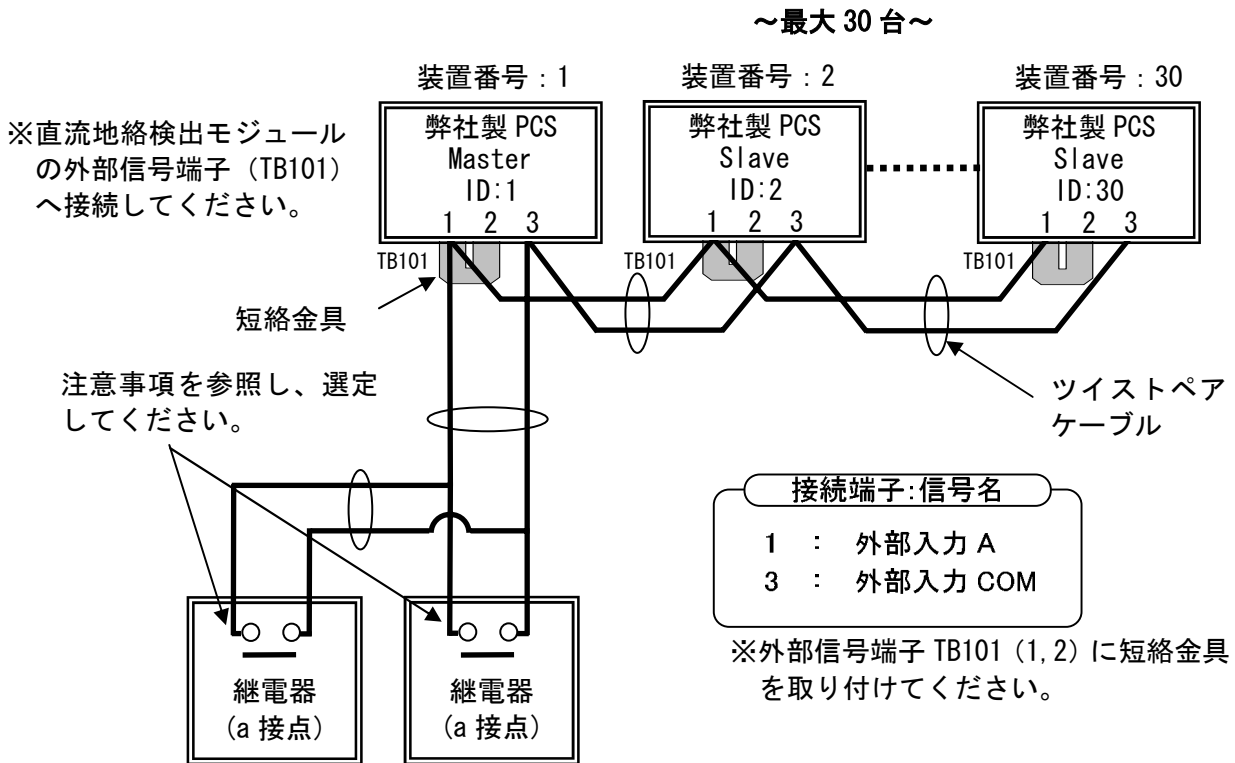 ～最大 30 台～
装置番号：1
装置番号：2
装置番号：30
※直流地絡検出モジュール
の外部信号端子（TB101）
へ接続してください。
弊社製 PCS
Master
ID:1
1 2 3
弊社製 PCS
Slave
ID:2
1 2 3
弊社製 PCS
Slave
ID:30
1 2 3
TB101
TB101
TB101
短絡金具
注意事項を参照し、選定
してください。
ツイストペア
ケーブル
接続端子:信号名
1 ： 外部入力 A
3 ： 外部入力 COM
※外部信号端子 TB101 (1,2) に短絡金具
を取り付けてください。
継電器
(a 接点)
継電器
(a 接点)